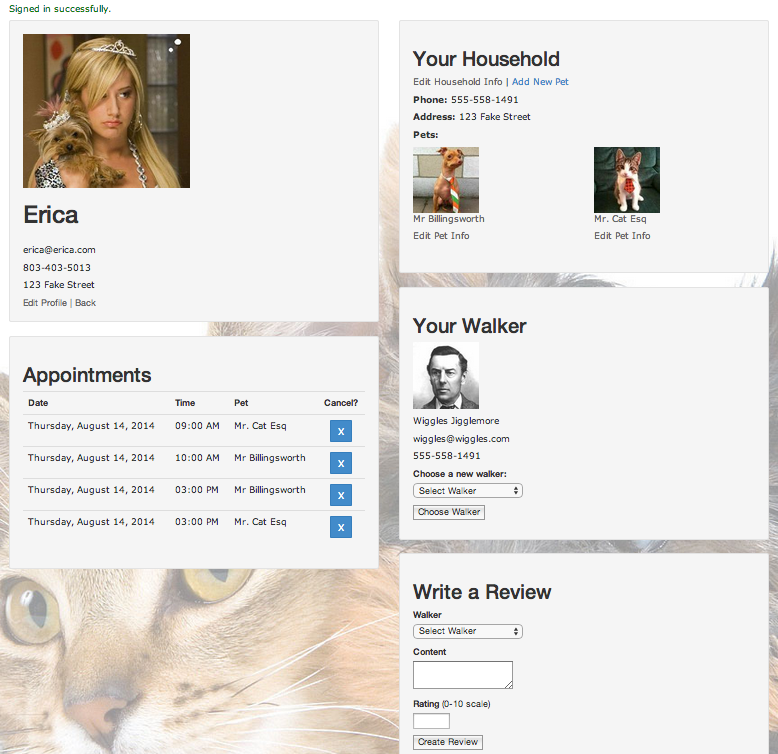 Signed in successfully.
Erica
erica@erica.com
803-403-5013
123 Fake Street
Edit Profile | Back
Appointments
Date Time Pet Cancel?
Thursday, August 14, 2014 09:00 AM Mr. Cat Esq X
Thursday, August 14, 2014 10:00 AM Mr Billingsworth X
Thursday, August 14, 2014 03:00 PM Mr Billingsworth X
Thursday, August 14, 2014 03:00 PM Mr. Cat Esq X
Your Household
Edit Household Info | Add New Pet
Phone: 555-558-1491
Address: 123 Fake Street
Pets:
Mr Billingsworth Mr. Cat Esq
Edit Pet Info Edit Pet Info
Your Walker
Wiggles Jigglemore
wiggles@wiggles.com
555-558-1491
Choose a new walker:
Select Walker
Choose Walker
Write a Review
Walker
Select Walker
Content
Rating (0-10 scale)
Create Review